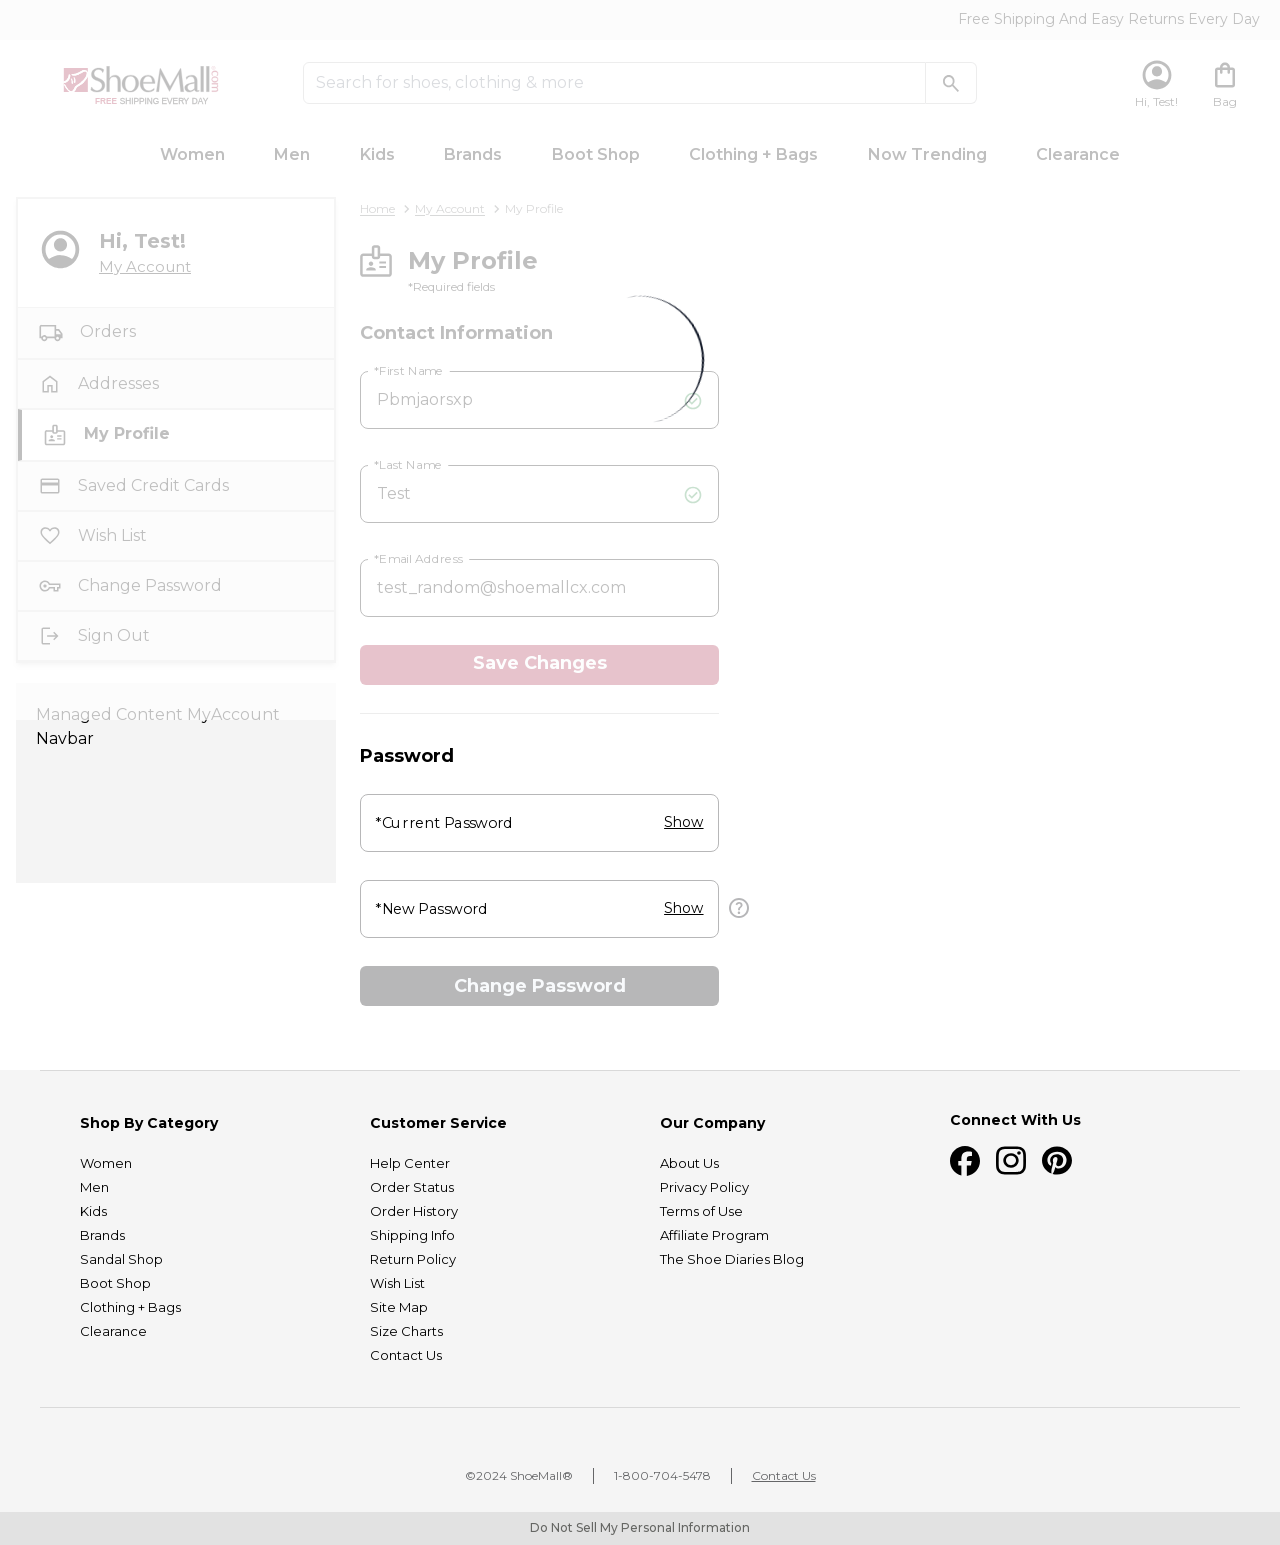 Free Shipping And Easy Returns Every Day
ShoeMall.com
FREE SHIPPING EVERY DAY
Search for shoes, clothing & more
Hi, Test!
Bag
Women
Men
Kids
Brands
Boot Shop
Clothing + Bags
Now Trending
Clearance
Hi, Test!
My Account
Orders
Addresses
My Profile
Saved Credit Cards
Wish List
Change Password
Sign Out
Managed Content MyAccount
Navbar
Home > My Account > My Profile
My Profile
*Required fields
Contact Information
*First Name
Pbmjaorsxp
*Last Name
Test
*Email Address
test_random@shoemallcx.com
Save Changes
Password
*Current Password
Show
*New Password
Show
Change Password
Shop By Category
Women
Men
Kids
Brands
Sandal Shop
Boot Shop
Clothing + Bags
Clearance
Customer Service
Help Center
Order Status
Order History
Shipping Info
Return Policy
Wish List
Site Map
Size Charts
Contact Us
Our Company
About Us
Privacy Policy
Terms of Use
Affiliate Program
The Shoe Diaries Blog
Connect With Us
©2024 ShoeMall®
1-800-704-5478
Contact Us
Do Not Sell My Personal Information